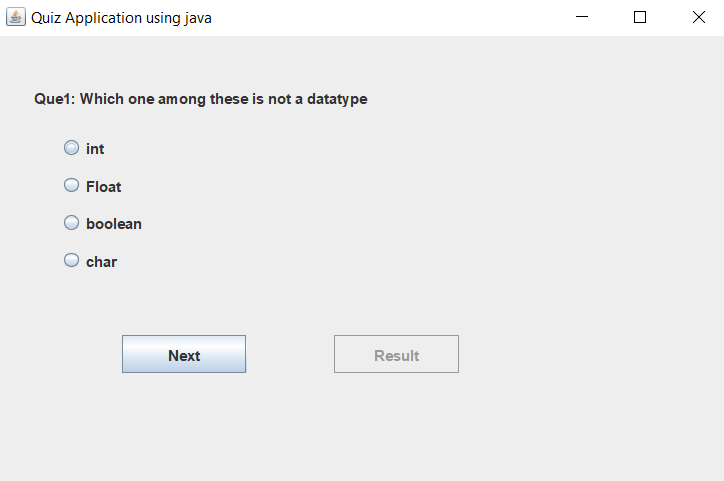 Quiz Application using java
Que1: Which one among these is not a datatype
int
Float
boolean
char
Next
Result